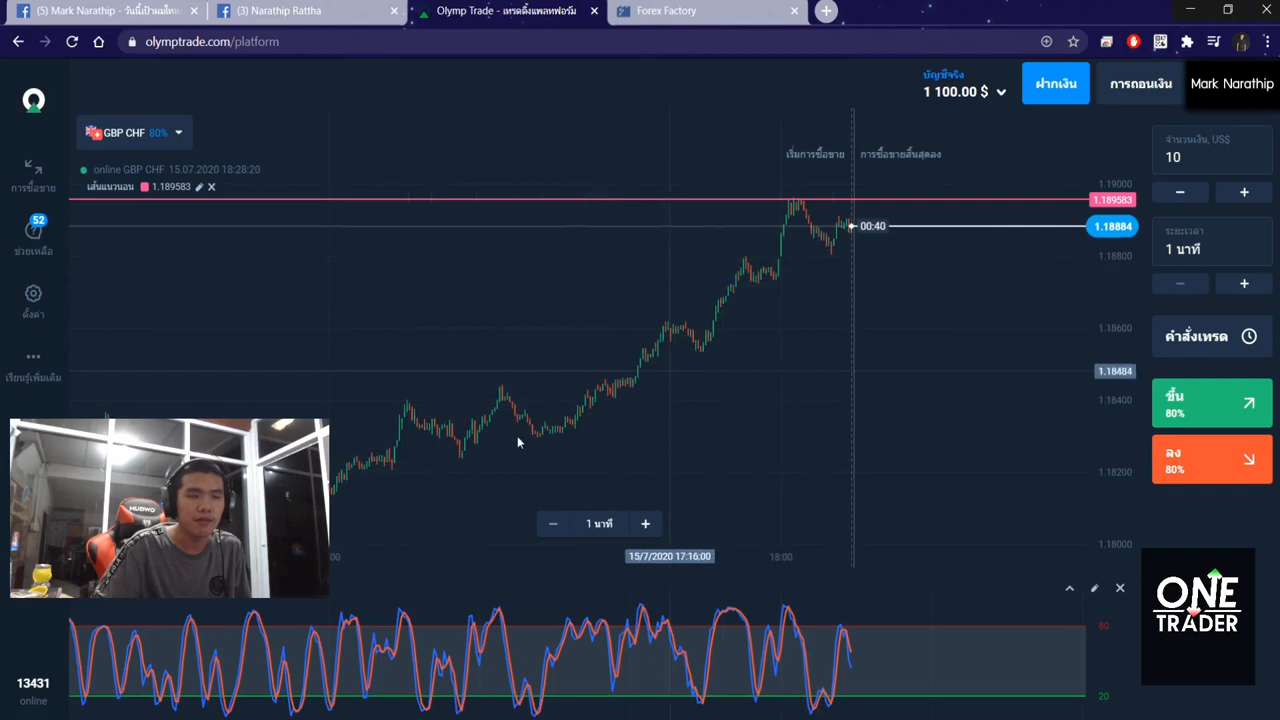 (5) Mark Narathip - วันนี้เป้าผมไหม
(3) Narathip Rattha
Olymp Trade - เทรดดิ้งแพลทฟอร์ม
Forex Factory
olymptrade.com/platform
บัญชีจริง
1 100.00 $
ฝากเงิน
การถอนเงิน
Mark Narathip
GBP CHF 80%
online GBP CHF 15.07.2020 18:28:20
เส้นแนวนอน 1.189583
เริ่มการซื้อขาย
การซื้อขายสิ้นสุดลง
จำนวนเงิน, US$
10
ระยะเวลา
1 นาที
คำสั่งเทรด
ขึ้น
80%
ลง
80%
การซื้อขาย
52
ช่วยเหลือ
ตั้งค่า
เรียนรู้เพิ่มเติม
1.19000
1.189583
1.18884
00:40
1.18800
1.18600
1.18484
1.18400
1.18200
1.18000
NUBWO
1 นาที
:00
15/7/2020 17:16:00
18:00
80
20
ONE
TRADER
13431
online